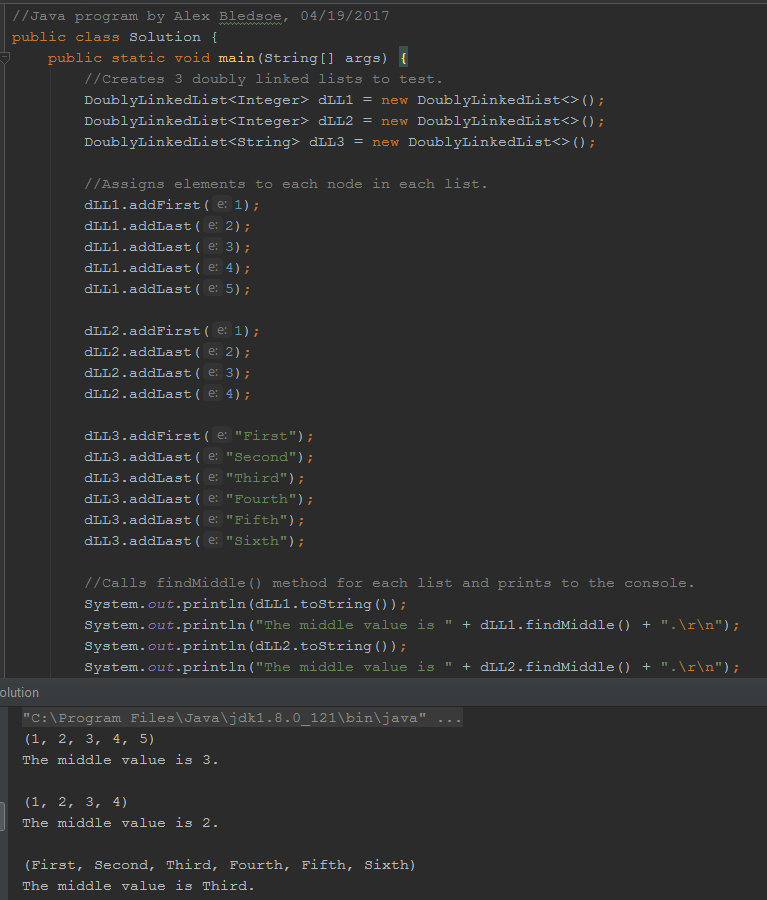 //Java program by Alex Bledsoe, 04/19/2017
public class Solution {
public static void main(String[] args) {
//Creates 3 doubly linked lists to test.
DoublyLinkedList<Integer> dLL1 = new DoublyLinkedList<>();
DoublyLinkedList<Integer> dLL2 = new DoublyLinkedList<>();
DoublyLinkedList<String> dLL3 = new DoublyLinkedList<>();
//Assigns elements to each node in each list.
dLL1.addFirst( e: 1);
dLL1.addLast( e: 2);
dLL1.addLast( e: 3);
dLL1.addLast( e: 4);
dLL1.addLast( e: 5);
dLL2.addFirst( e: 1);
dLL2.addLast( e: 2);
dLL2.addLast( e: 3);
dLL2.addLast( e: 4);
dLL3.addFirst( e: "First");
dLL3.addLast( e: "Second");
dLL3.addLast( e: "Third");
dLL3.addLast( e: "Fourth");
dLL3.addLast( e: "Fifth");
dLL3.addLast( e: "Sixth");
//Calls findMiddle() method for each list and prints to the console.
System.out.println(dLL1.toString());
System.out.println("The middle value is " + dLL1.findMiddle() + ".\r\n");
System.out.println(dLL2.toString());
System.out.println("The middle value is " + dLL2.findMiddle() + ".\r\n");
olution
"C:\Program Files\Java\jdk1.8.0_121\bin\java" ...
(1, 2, 3, 4, 5)
The middle value is 3.
(1, 2, 3, 4)
The middle value is 2.
(First, Second, Third, Fourth, Fifth, Sixth)
The middle value is Third.